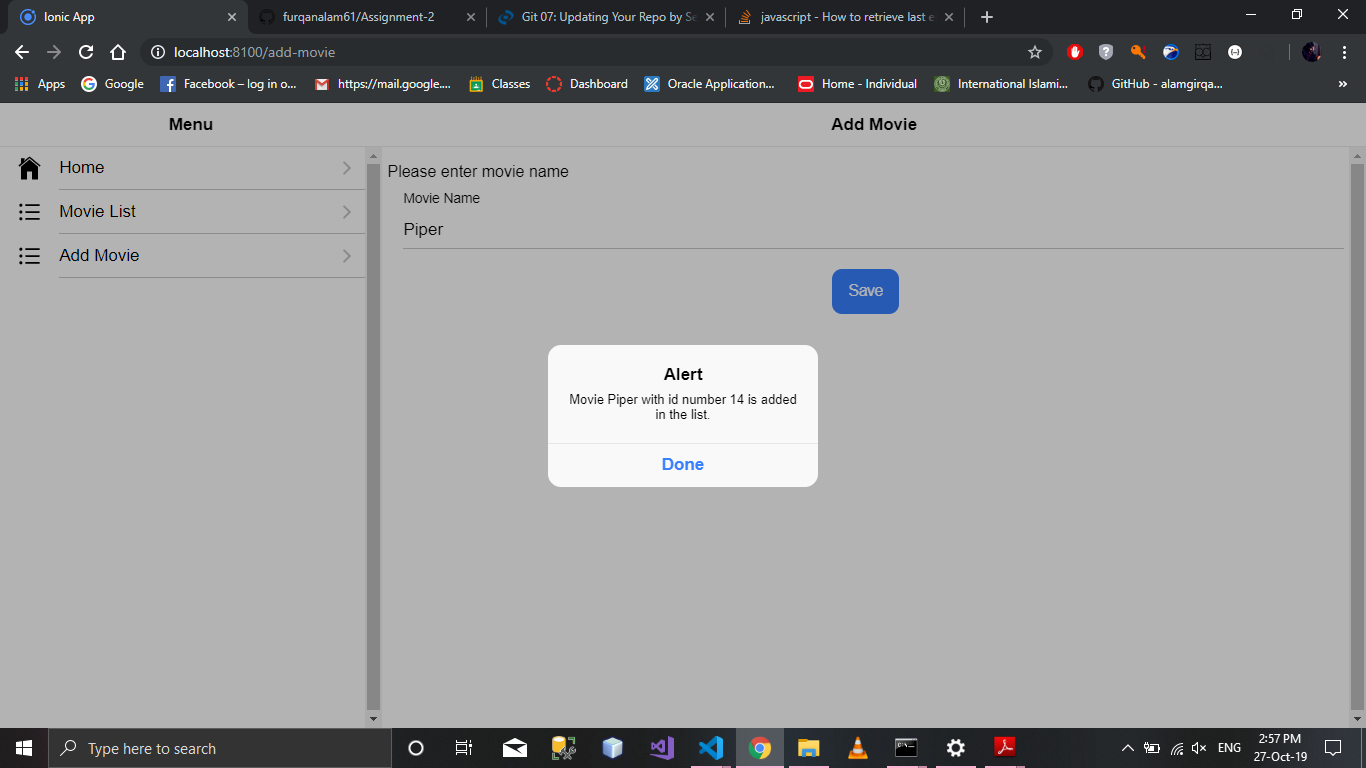 Ionic App
furqanalam61/Assignment-2
Git 07: Updating Your Repo by Se
javascript - How to retrieve last e
localhost:8100/add-movie
Apps
Google
Facebook – log in o...
https://mail.google....
Classes
Dashboard
Oracle Application...
Home - Individual
International Islami...
GitHub - alamgirqa...
»
Menu
Add Movie
Home
Movie List
Add Movie
Please enter movie name
Movie Name
Piper
Save
Alert
Movie Piper with id number 14 is added
in the list.
Done
Type here to search
ENG
2:57 PM
27-Oct-19